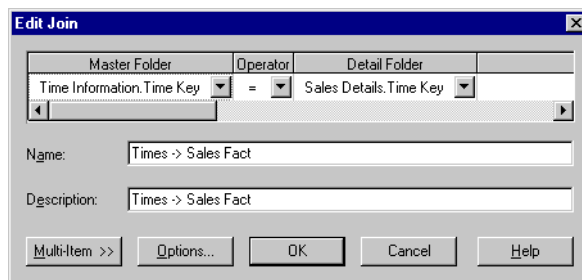 Edit Join
Master Folder Operator Detail Folder
Time Information.Time Key = Sales Details.Time Key
Name: Times -> Sales Fact
Description: Times -> Sales Fact
Multi-Item >> Options... OK Cancel Help